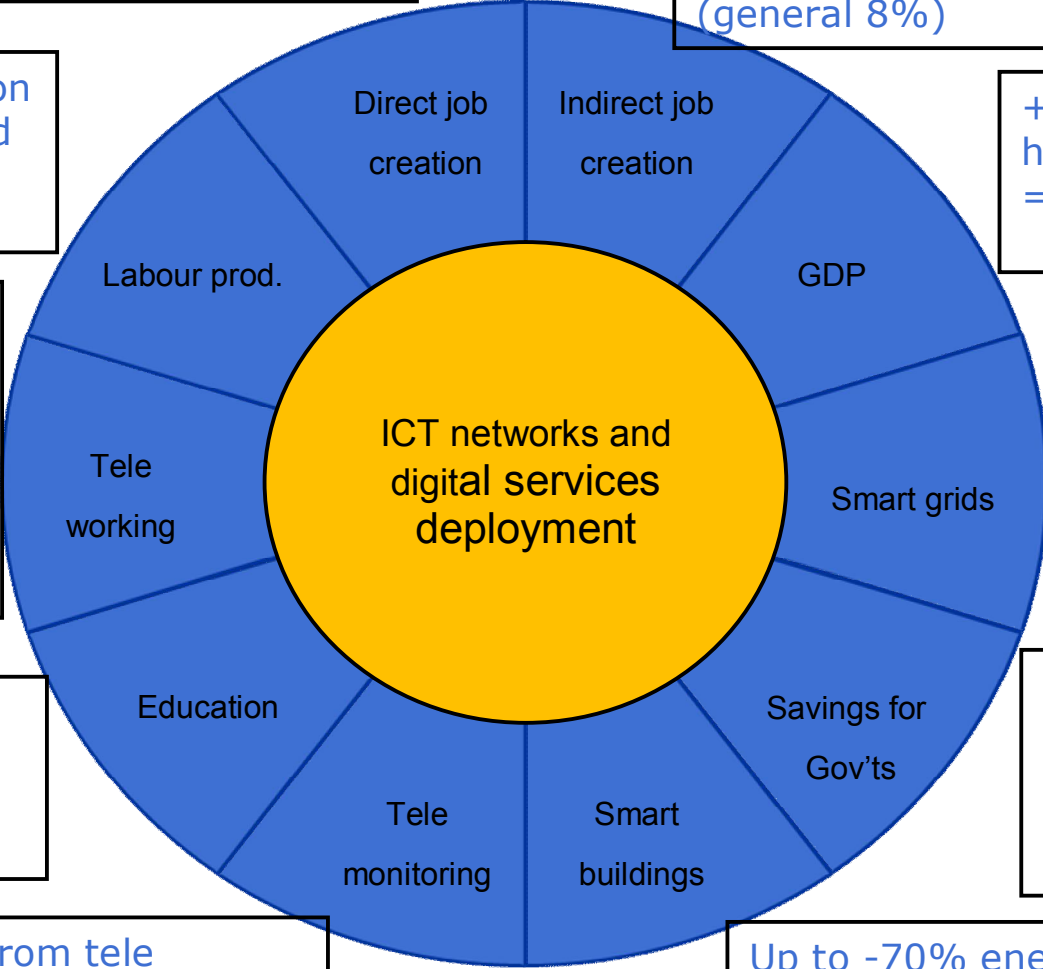 (general 8%)
on
d
+
h
=
Direct job
creation
Indirect job
creation
Labour prod.
GDP
Tele
working
ICT networks and
digital services
deployment
Smart grids
Education
Savings for
Gov'ts
Tele
monitoring
Smart
buildings
rom tele
Up to -70% ene